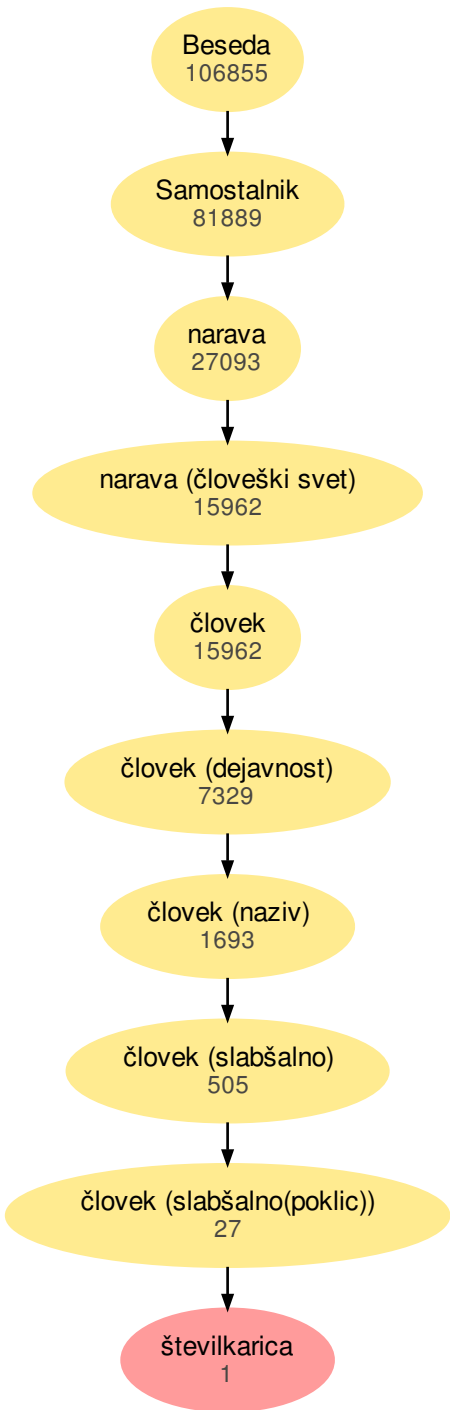 Beseda
106855
Samostalnik
81889
narava
27093
narava (človeški svet)
15962
človek
15962
človek (dejavnost)
7329
človek (naziv)
1693
človek (slabšalno)
505
človek (slabšalno(poklic))
27
številkarica
1